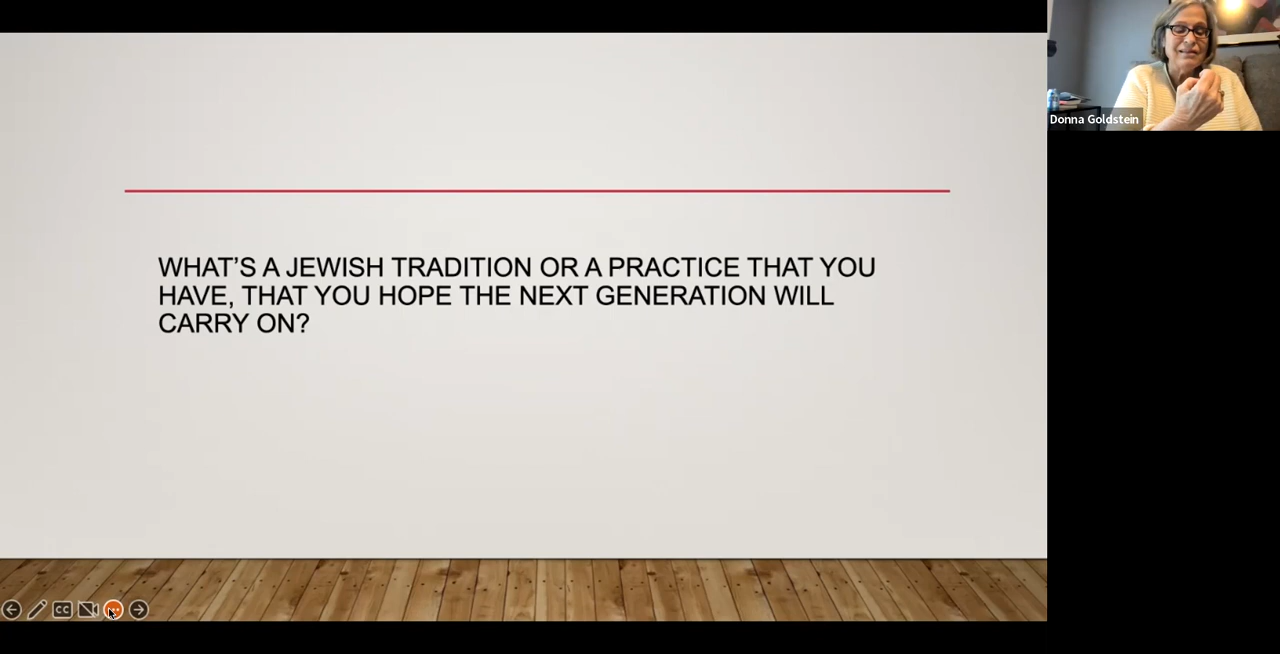 Donna Goldstein
WHAT’S A JEWISH TRADITION OR A PRACTICE THAT YOU
HAVE, THAT YOU HOPE THE NEXT GENERATION WILL
CARRY ON?
CC